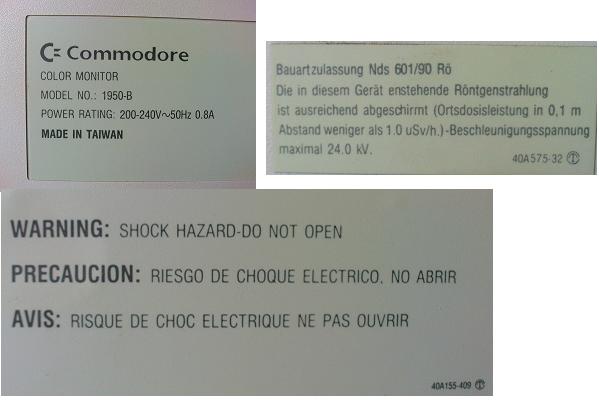 Commodore
COLOR MONITOR
MODEL NO.: 1950-B
POWER RATING: 200-240V~50Hz 0.8A
MADE IN TAIWAN
Bauartzulassung Nds 601/90 Rö
Die in diesem Gerät enstehende Röntgenstrahlung
ist ausreichend abgeschirmt (Ortsdosisleistung in 0,1 m
Abstand weniger als 1.0 uSv/h.)-Beschleunigungsspannung
maximal 24.0 kV.
40A575-32
WARNING: SHOCK HAZARD-DO NOT OPEN
PRECAUCION: RIESGO DE CHOQUE ELECTRICO, NO ABRIR
AVIS: RISQUE DE CHOC ELECTRIQUE NE PAS OUVRIR
40A155-409